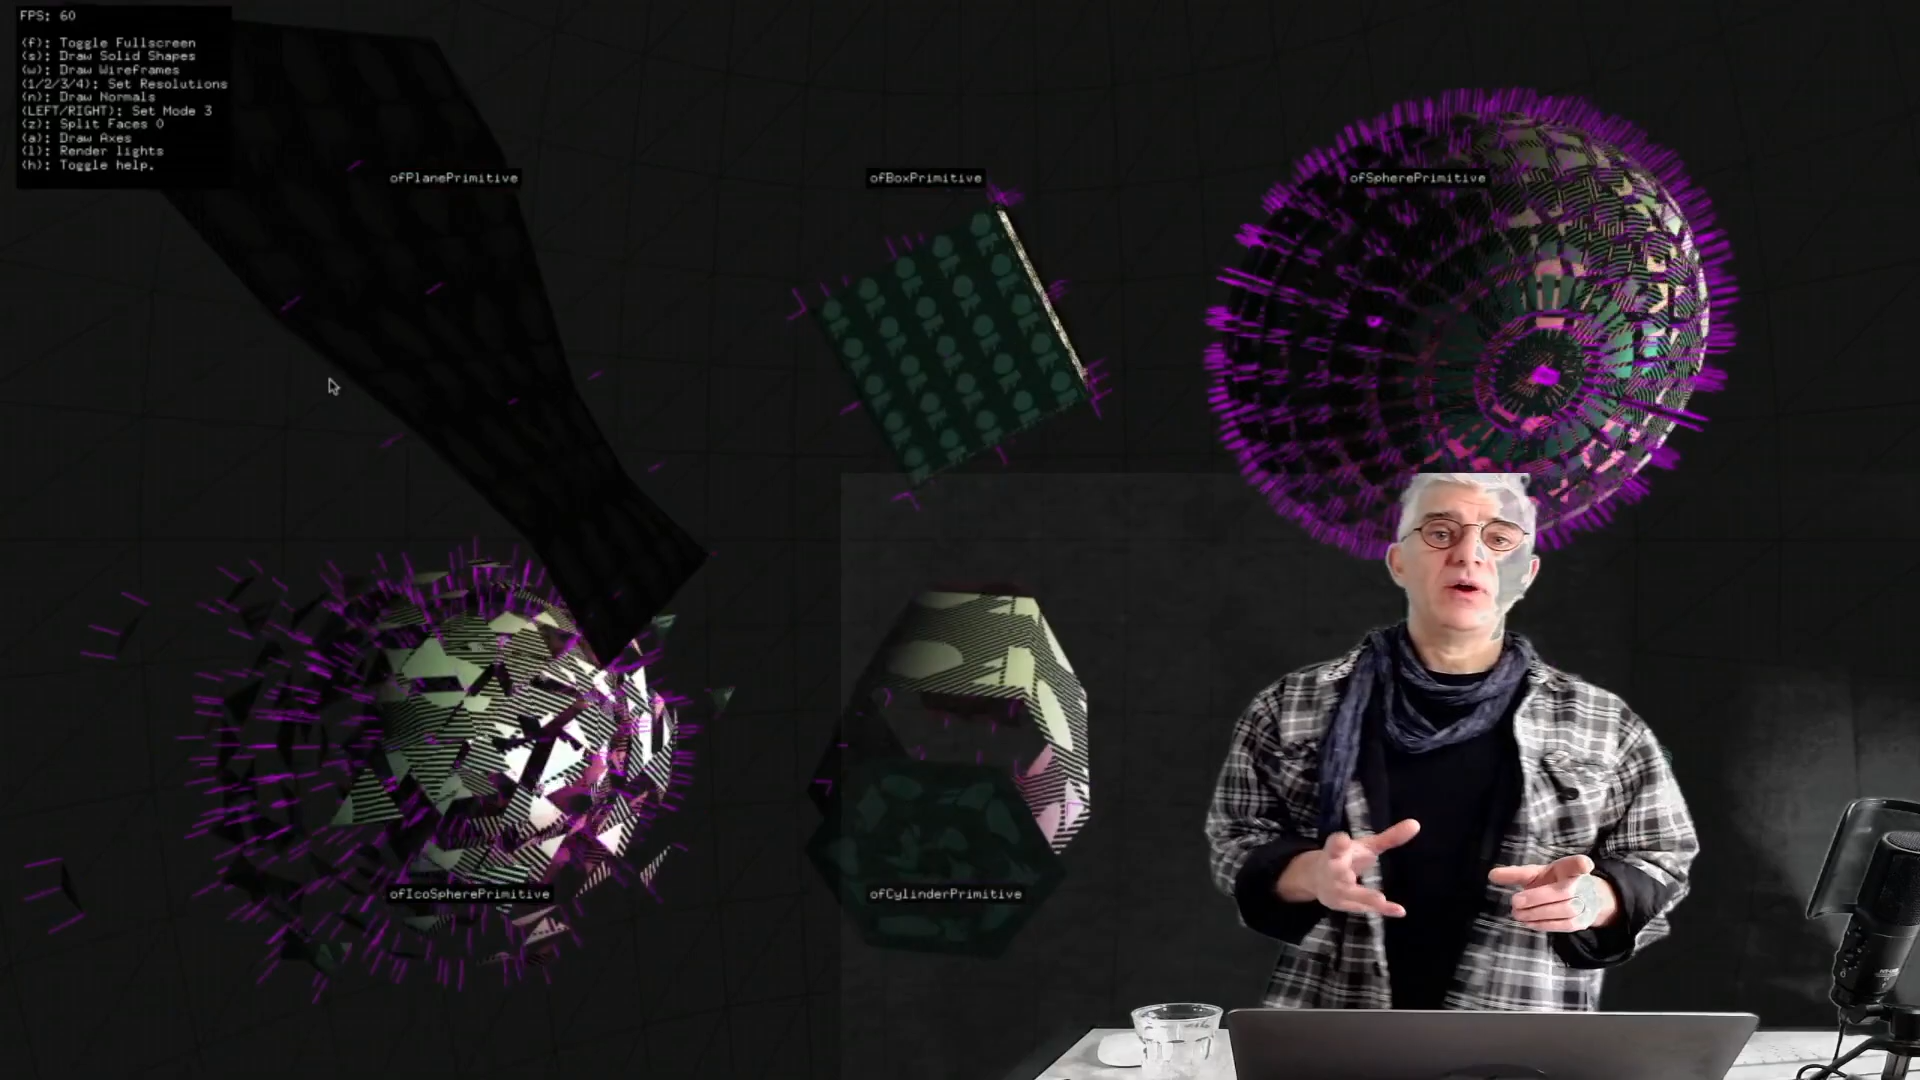 FPS: 60
(f): Toggle Fullscreen
(s): Draw Solid Shapes
(w): Draw Wireframes
(1/2/3/4): Set Resolutions
(n): Draw Normals
(LEFT/RIGHT): Set Mode 3
(z): Split Faces 0
(a): Draw Axes
(l): Render lights
(h): Toggle help.
ofPlanePrimitive
ofBoxPrimitive
ofSpherePrimitive
ofIcoSpherePrimitive
ofCylinderPrimitive